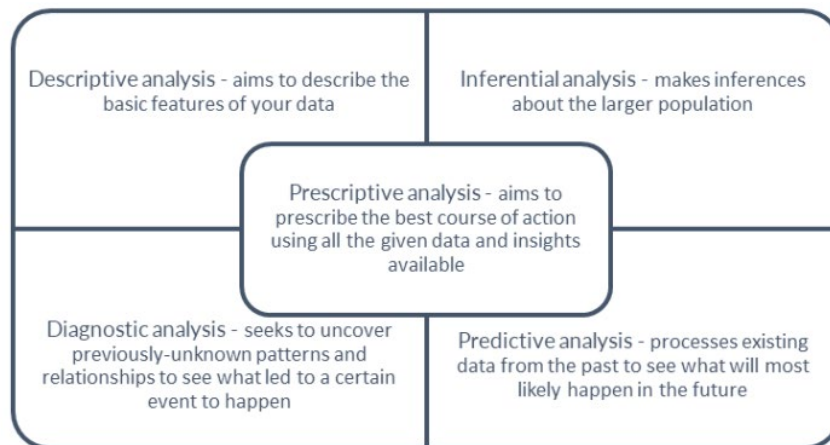 Descriptive analysis - aims to describe the
basic features of your data
Inferential analysis - makes inferences
about the larger population
Prescriptive analysis - aims to
prescribe the best course of action
using all the given data and insights
available
Diagnostic analysis - seeks to uncover
previously-unknown patterns and
relationships to see what led to a certain
event to happen
Predictive analysis - processes existing
data from the past to see what will most
likely happen in the future